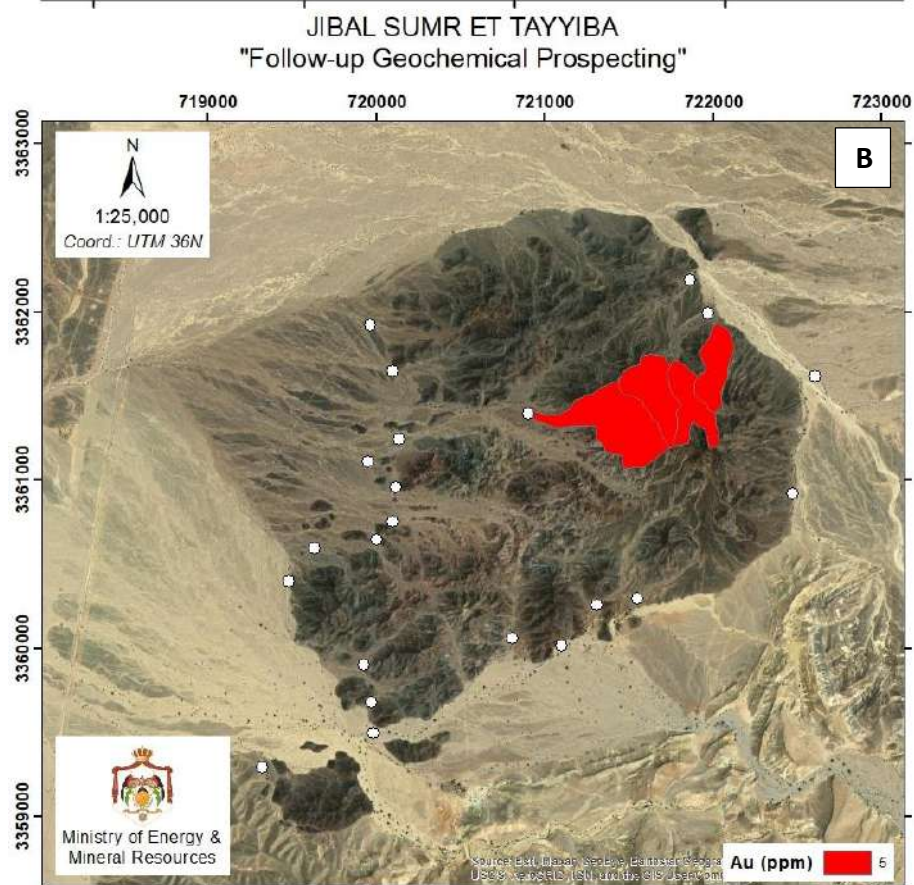 JIBAL SUMR ET TAYYIBA
"Follow-up Geochemical Prospecting"
719000 720000 721000 722000 723000
3363000
3362000
3361000
3360000
3359000
N
1:25,000
Coord.: UTM 36N
B
Ministry of Energy &
Mineral Resources
Au (ppm) 5